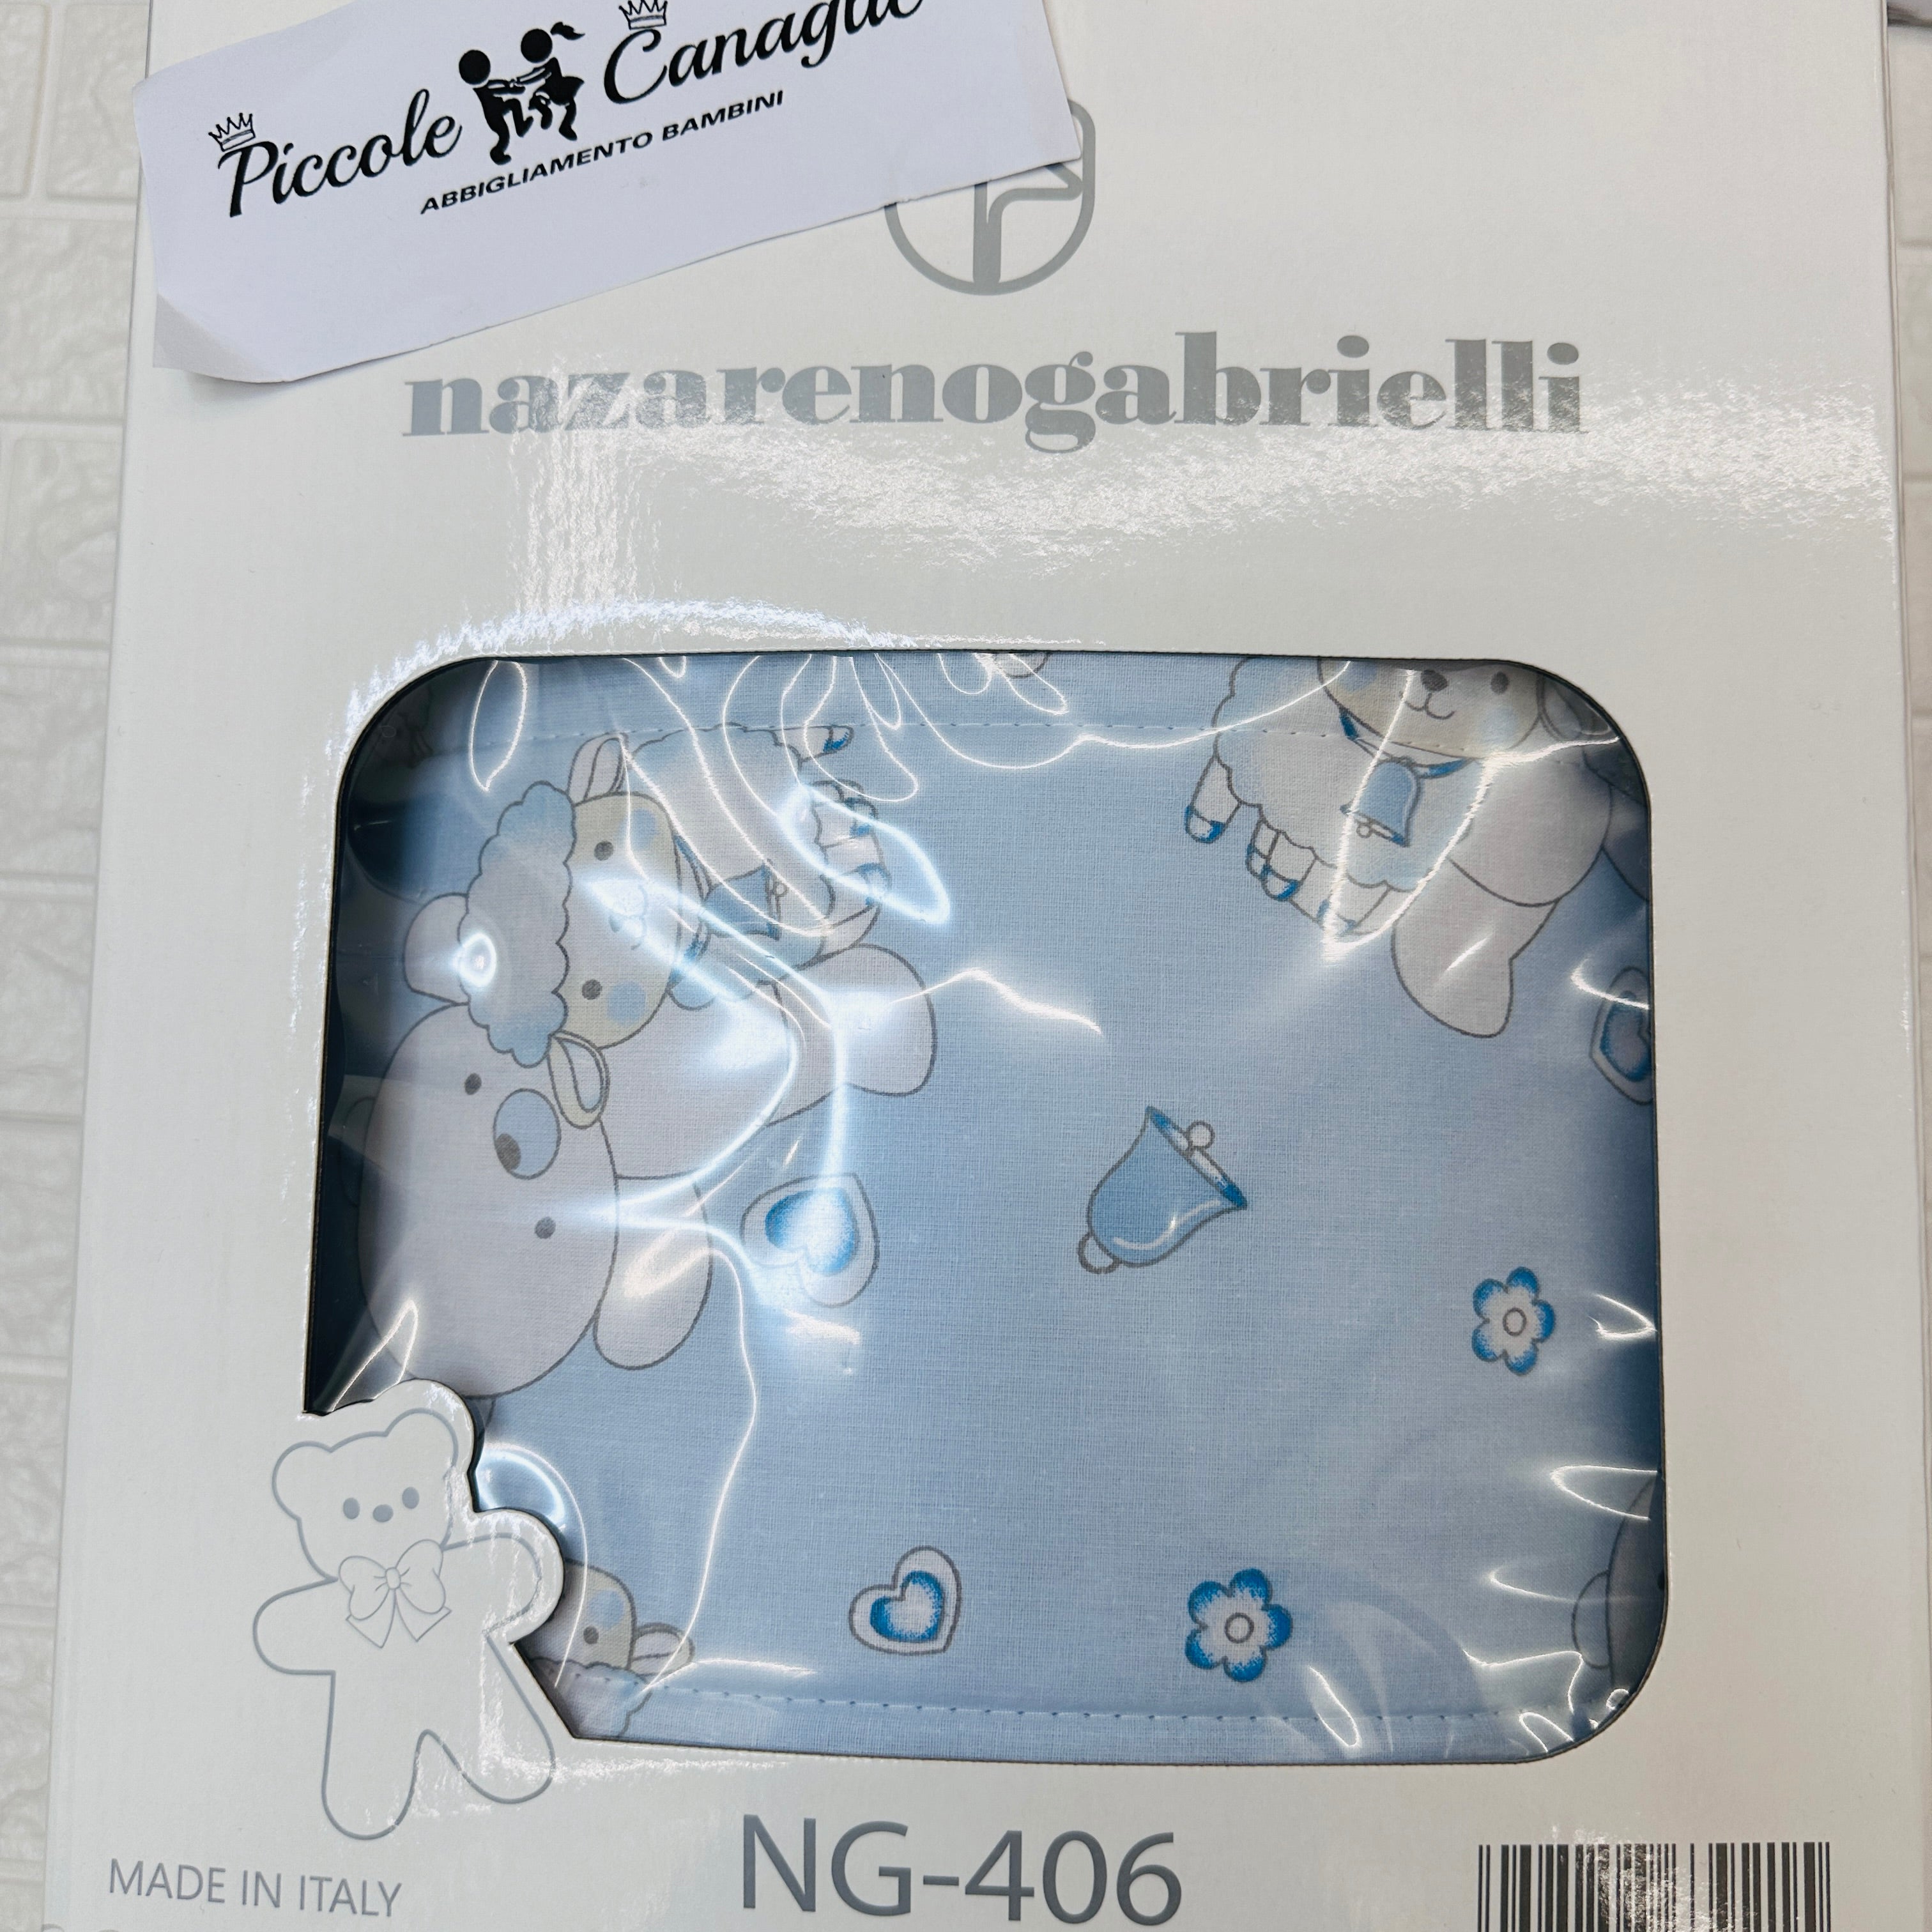 Piccole Canaglie
ABBIGLIAMENTO BAMBINI
nazarenogabrielli
MADE IN ITALY
NG-406